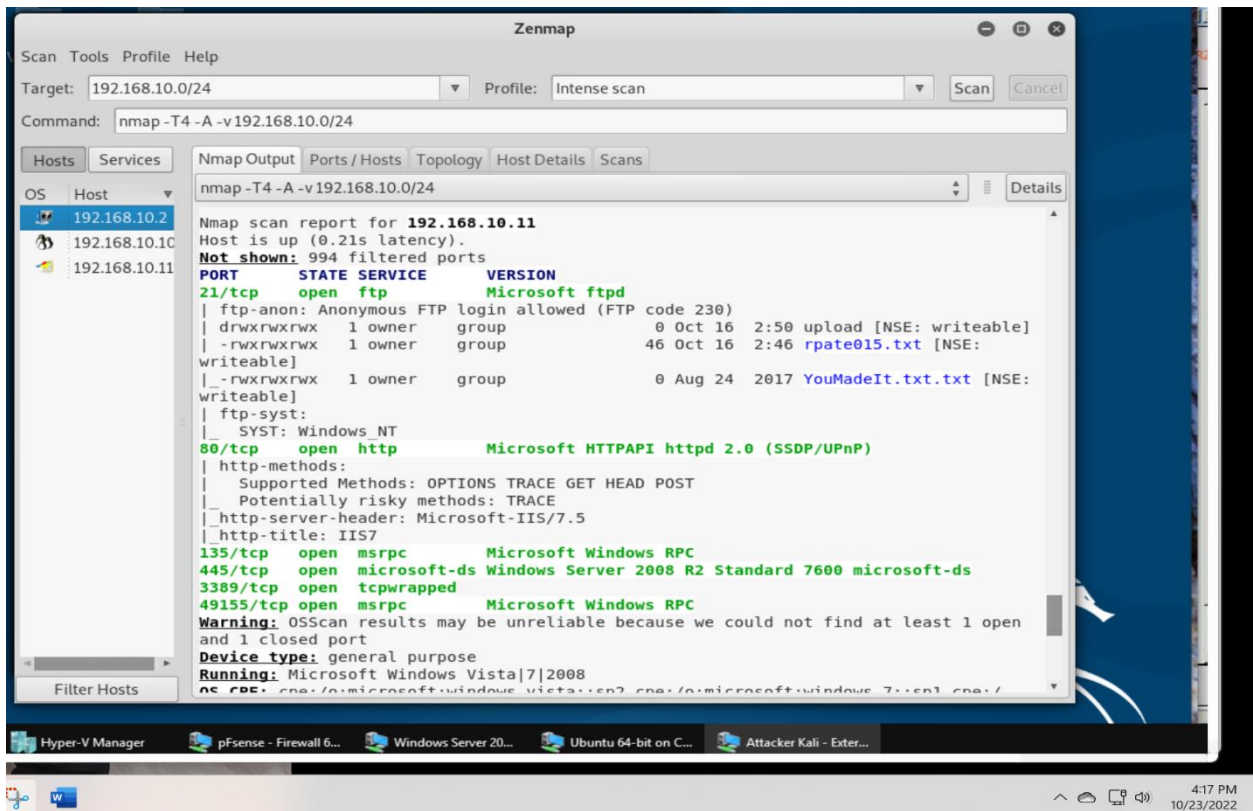 Zenmap
Scan Tools Profile Help
Target: 192.168.10.0/24 Profile: Intense scan Scan Cancel
Command: nmap -T4 -A -v 192.168.10.0/24
Hosts Services Nmap Output Ports / Hosts Topology Host Details Scans
OS Host nmap -T4 -A -v 192.168.10.0/24 Details
192.168.10.2
192.168.10.10
192.168.10.11
Nmap scan report for 192.168.10.11
Host is up (0.21s latency).
Not shown: 994 filtered ports
PORT STATE SERVICE VERSION
21/tcp open ftp Microsoft ftpd
| ftp-anon: Anonymous FTP login allowed (FTP code 230)
| drwxrwxrwx 1 owner group 0 Oct 16 2:50 upload [NSE: writeable]
| -rwxrwxrwx 1 owner group 46 Oct 16 2:46 rpate015.txt [NSE:
writeable]
|_-rwxrwxrwx 1 owner group 0 Aug 24 2017 YouMadeIt.txt.txt [NSE:
writeable]
| ftp-syst:
|_ SYST: Windows_NT
80/tcp open http Microsoft HTTPAPI httpd 2.0 (SSDP/UPnP)
| http-methods:
| Supported Methods: OPTIONS TRACE GET HEAD POST
|_ Potentially risky methods: TRACE
|_http-server-header: Microsoft-IIS/7.5
|_http-title: IIS7
135/tcp open msrpc Microsoft Windows RPC
445/tcp open microsoft-ds Windows Server 2008 R2 Standard 7600 microsoft-ds
3389/tcp open tcpwrapped
49155/tcp open msrpc Microsoft Windows RPC
Warning: OSScan results may be unreliable because we could not find at least 1 open
and 1 closed port
Device type: general purpose
Running: Microsoft Windows Vista|7|2008
OS CPE: cpe:/o:microsoft:windows_vista::sp2 cpe:/o:microsoft:windows_7::sp1 cpe:/
Filter Hosts
Hyper-V Manager pFsense - Firewall 6... Windows Server 20... Ubuntu 64-bit on C... Attacker Kali - Exter...
4:17 PM
10/23/2022